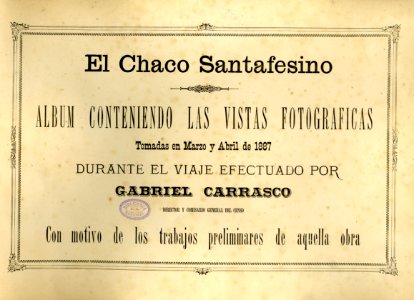 El Chaco Santafesino
ALBUM CONTENIENDO LAS VISTAS FOTOGRAFICAS
Tomadas en Marzo y Abril de 1887
DURANTE EL VIAJE EFECTUADO POR
GABRIEL CARRASCO
DIRECTOR Y COMISARIO GENERAL DEL CENSO
Con motivo de los trabajos preliminares de aquella obra